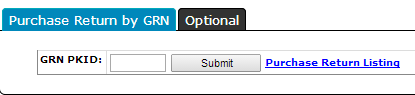 Purchase Return by GRN Optional
GRN PKID: Submit Purchase Return Listing